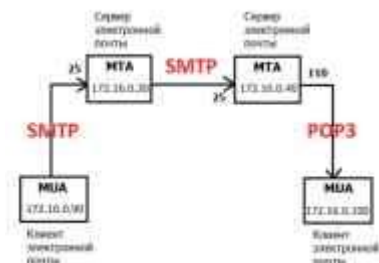 Сервер
электронной
почты
Сервер
электронной
почты
25
MTA
172.16.0.20
SMTP
25
MTA
172.16.0.40
110
SMTP
POP3
MUA
172.16.0.90
MUA
172.16.0.100
Клиент
электронной
почты
Клиент
электронной
почты